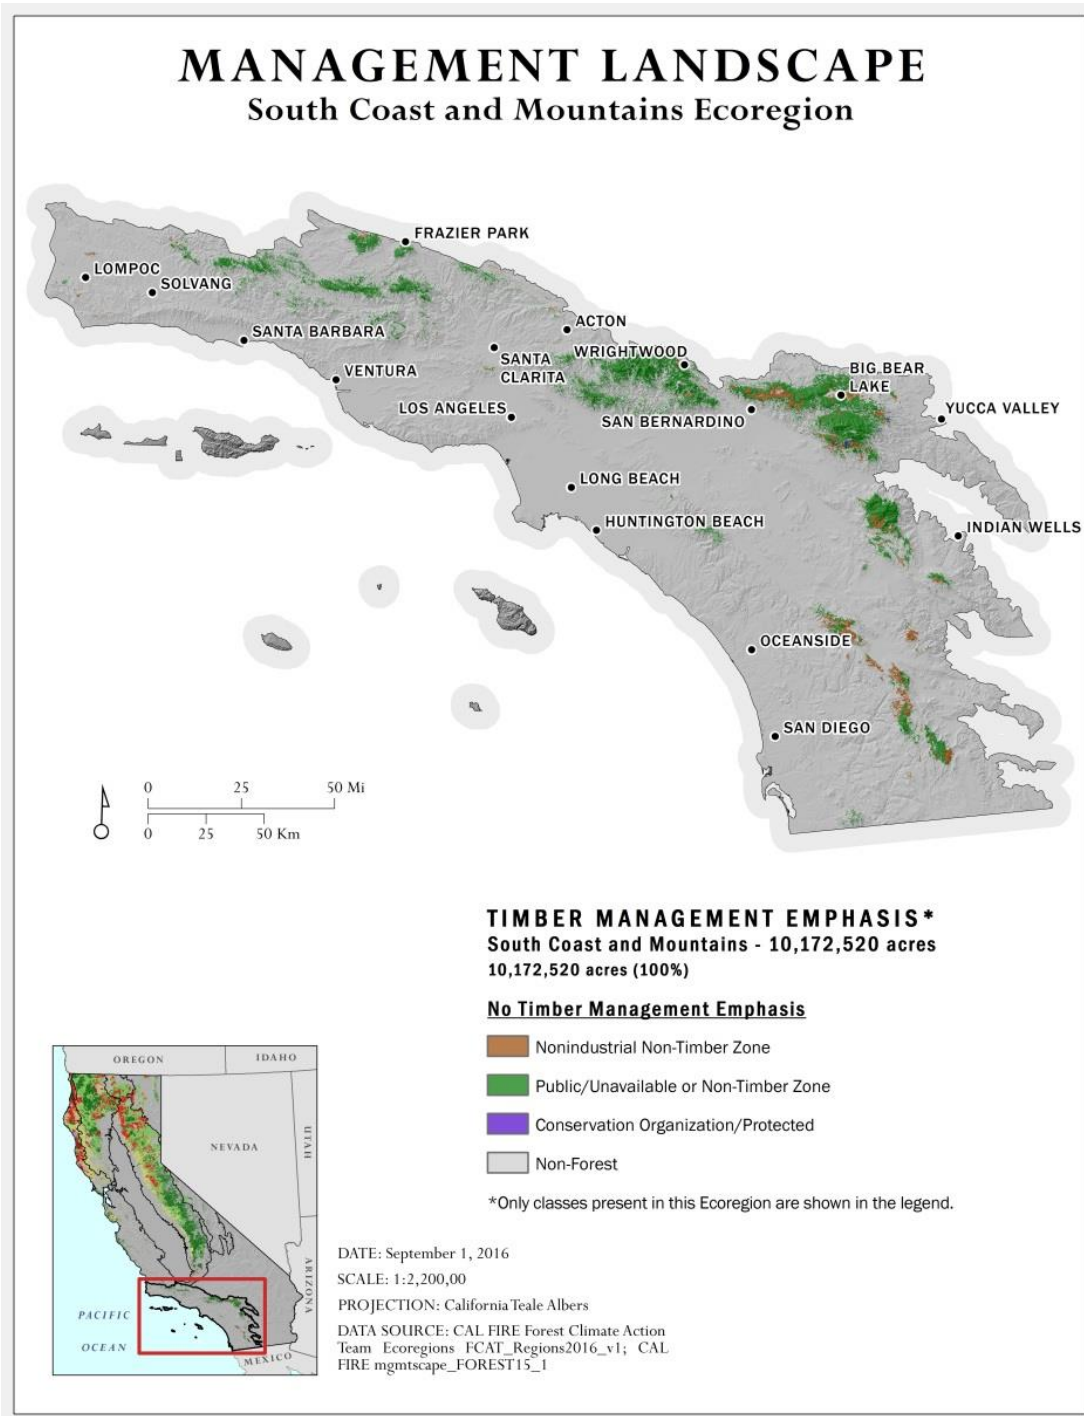 MANAGEMENT LANDSCAPE
South Coast and Mountains Ecoregion
FRAZIER PARK
LOMPOC
SOLVANG
SANTA BARBARA
VENTURA
ACTON
WRIGHTWOOD
SANTA
CLARITA
BIG BEAR
LAKE
LOS ANGELES
SAN BERNARDINO
YUCCA VALLEY
LONG BEACH
HUNTINGTON BEACH
INDIAN WELLS
OCEANSIDE
SAN DIEGO
0 25 50 Mi
0 25 50 Km
TIMBER MANAGEMENT EMPHASIS*
South Coast and Mountains - 10,172,520 acres
10,172,520 acres (100%)
No Timber Management Emphasis
Nonindustrial Non-Timber Zone
Public/Unavailable or Non-Timber Zone
Conservation Organization/Protected
Non-Forest
*Only classes present in this Ecoregion are shown in the legend.
OREGON
IDAHO
NEVADA
UTAH
ARIZONA
PACIFIC
OCEAN
MEXICO
DATE: September 1, 2016
SCALE: 1:2,200,00
PROJECTION: California Teale Albers
DATA SOURCE: CAL FIRE Forest Climate Action
Team Ecoregions FCAT_Regions2016_v1; CAL
FIRE mgmtscape_FOREST15_1